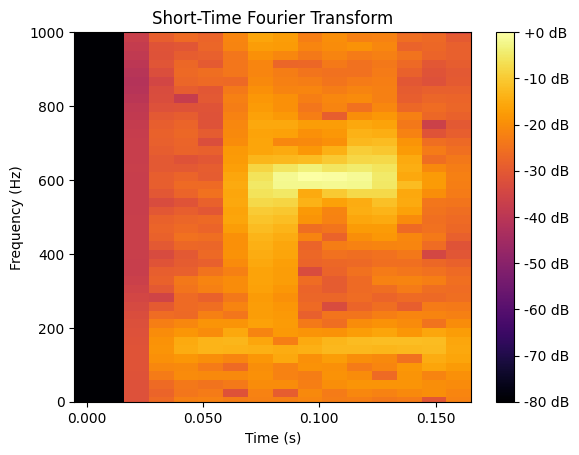 Short-Time Fourier Transform
1000
800
600
400
200
0
Frequency (Hz)
0.000
0.050
0.100
0.150
Time (s)
+0 dB
-10 dB
-20 dB
-30 dB
-40 dB
-50 dB
-60 dB
-70 dB
-80 dB